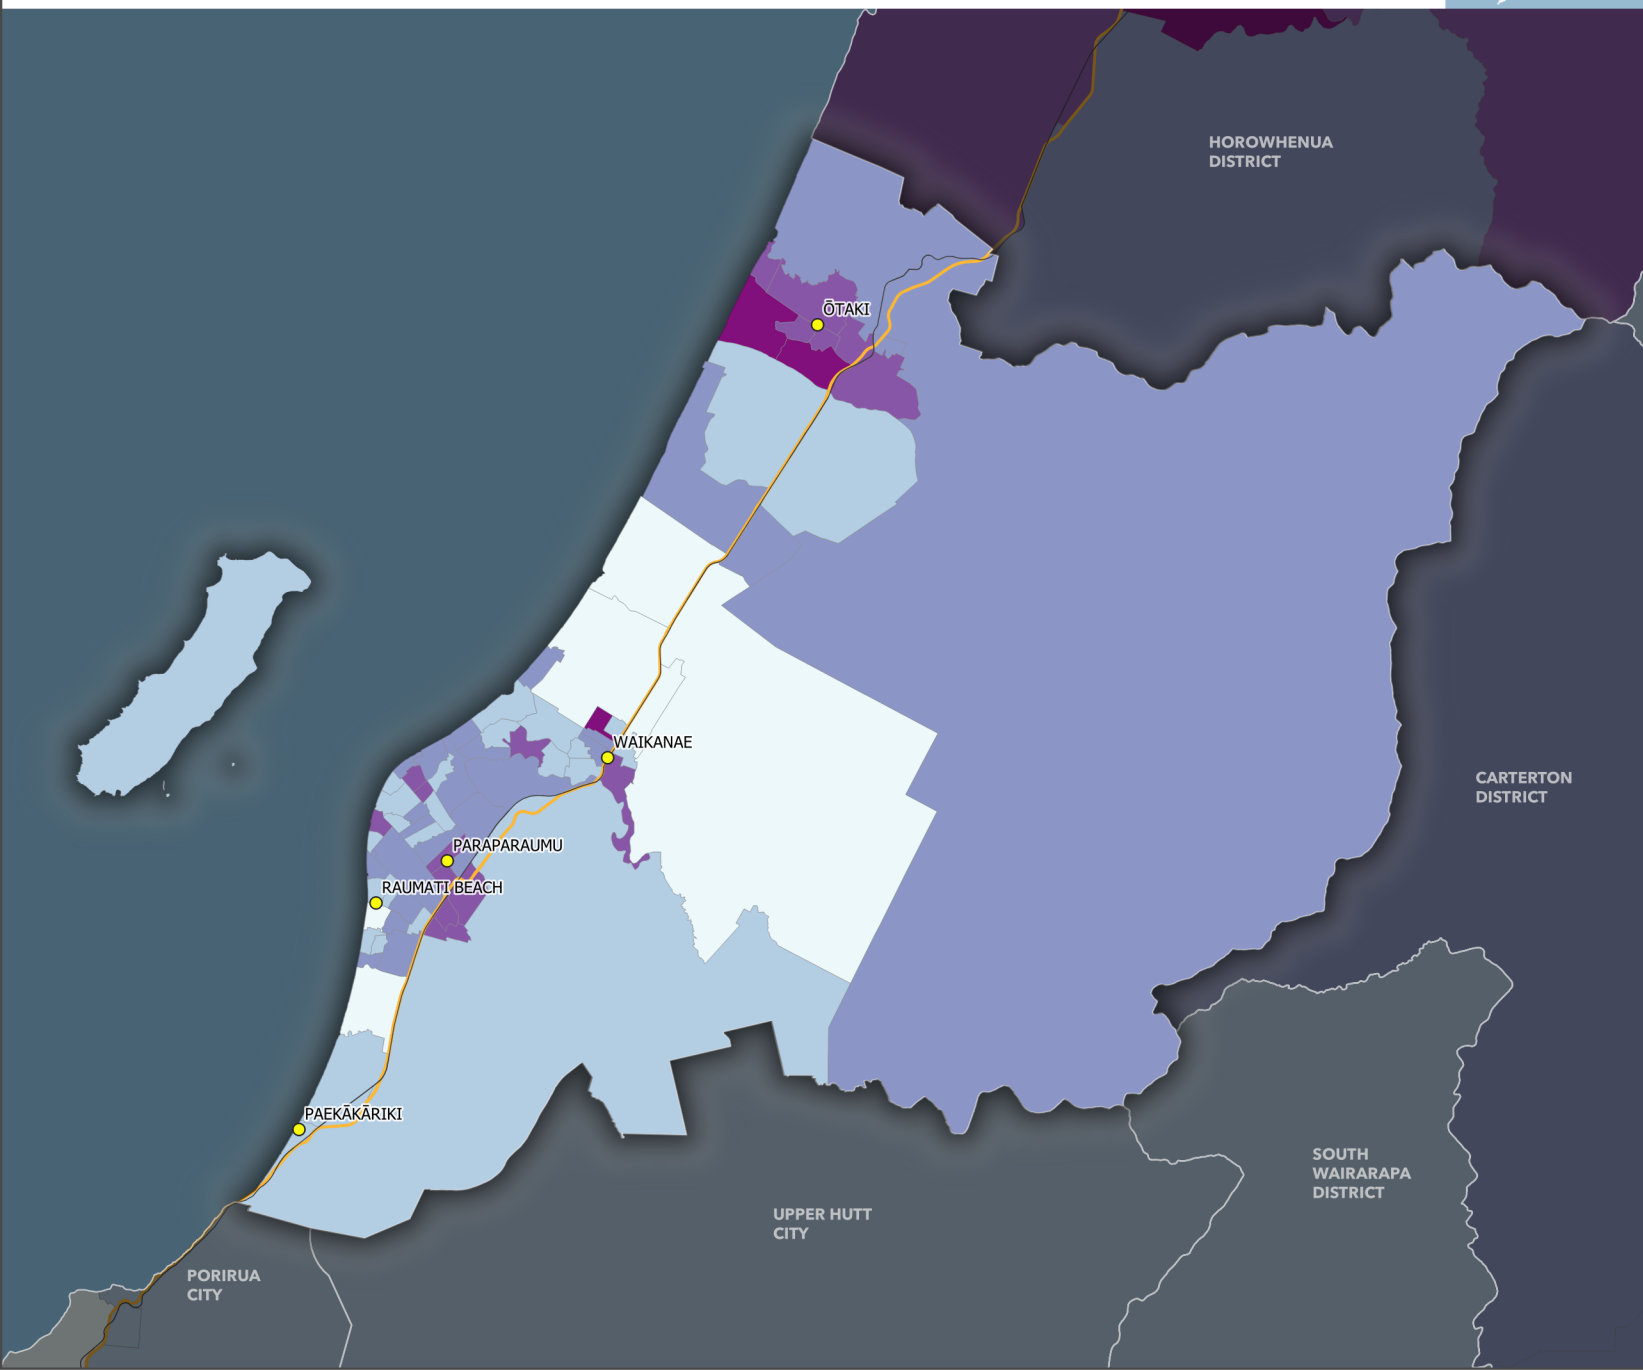 HOROWHENUA
DISTRICT
ŌTAKI
WAIKANAE
CARTERTON
DISTRICT
PARAPARAUMU
RAUMATI BEACH
PAEKĀKĀRIKI
SOUTH
WAIRARAPA
DISTRICT
UPPER HUTT
CITY
PORIRUA
CITY